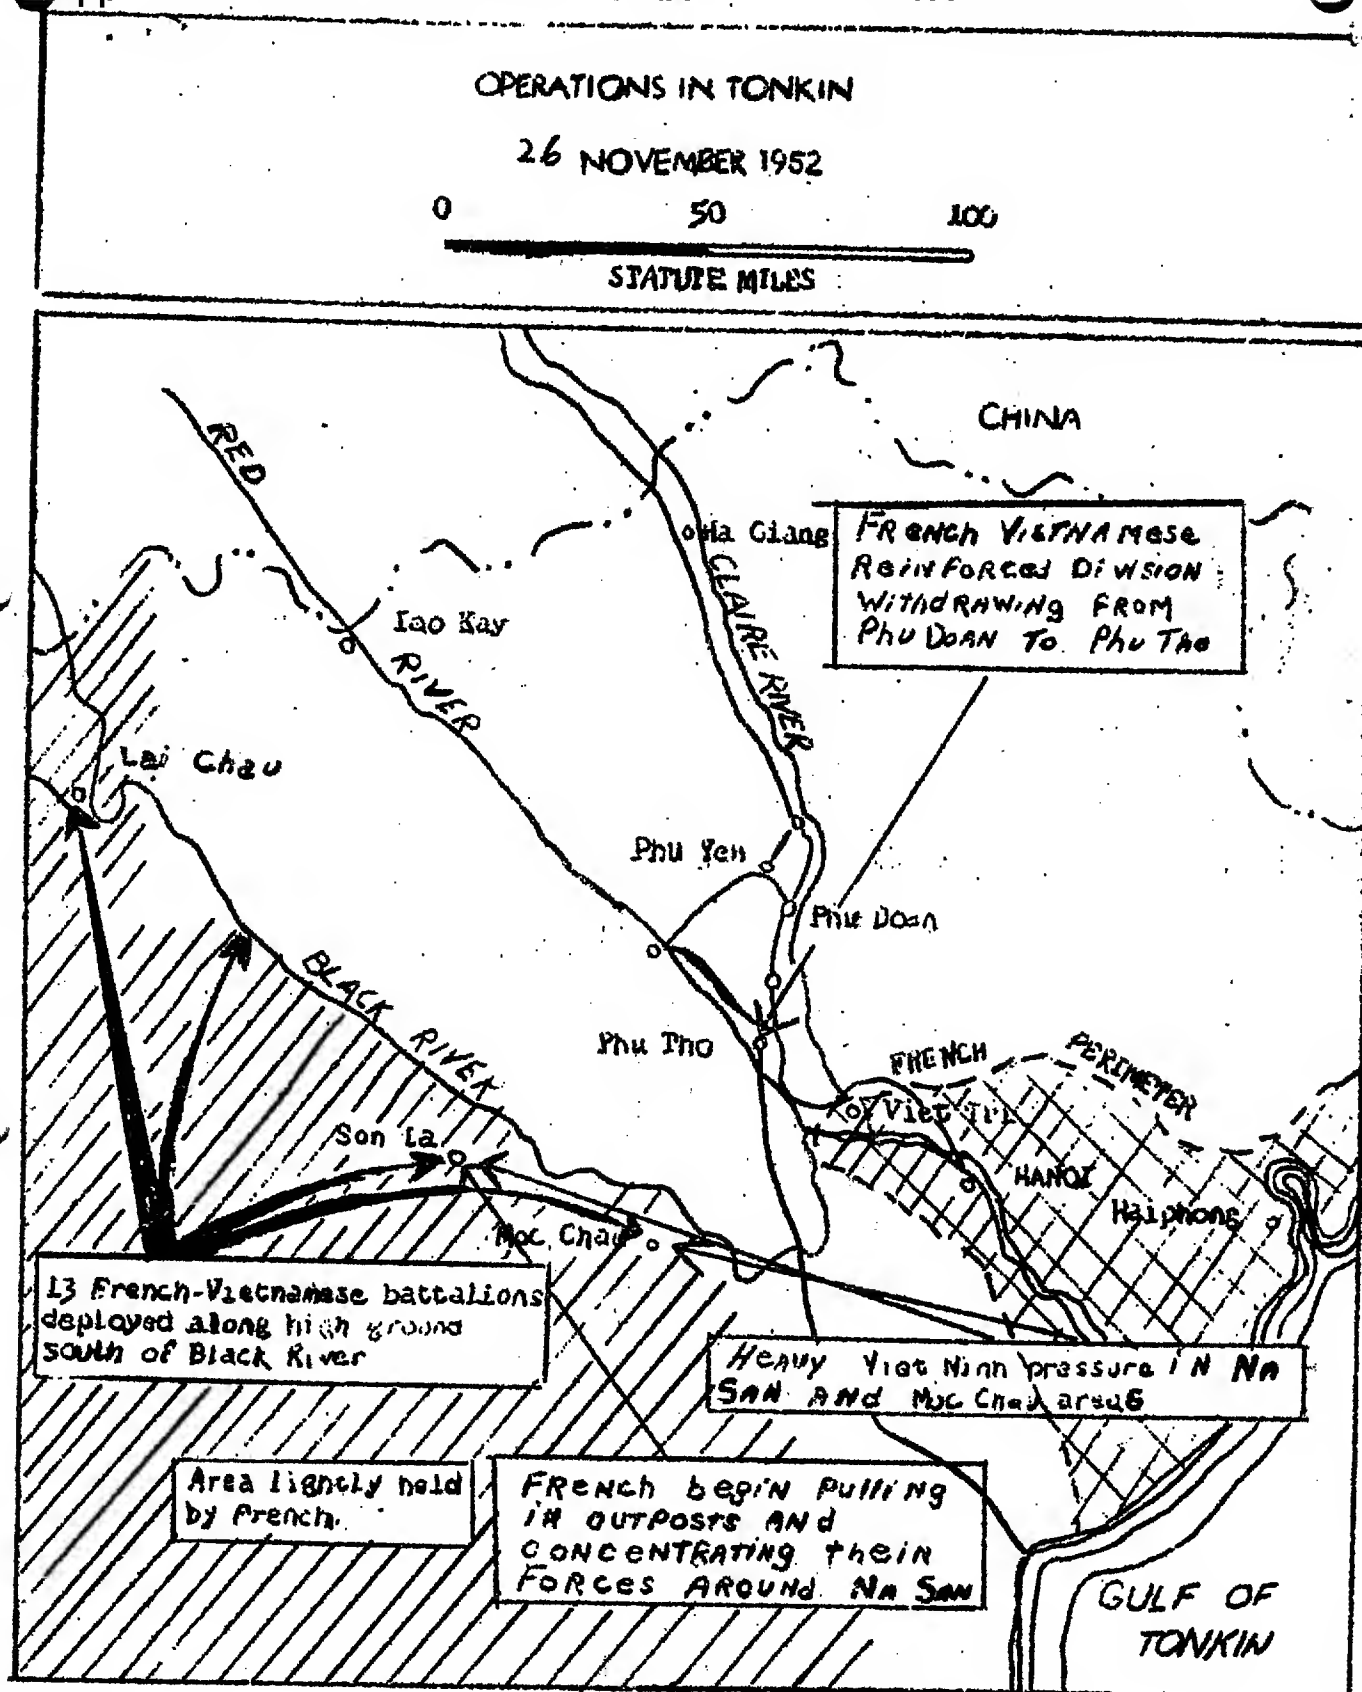 OPERATIONS IN TONKIN
26 NOVEMBER 1952
0 50 100
STATUTE MILES
CHINA
RED
RIVER
Ha Giang
CLAIRE RIVER
FRENCH VIETNAMESE
REINFORCED DIVISION
WITHDRAWING FROM
PHU DOAN TO PHU THO
Lao Kay
Lai Chau
Phu Yen
Phu Doan
BLACK RIVER
Phu Tho
FRENCH PERIMETER
Viet Tri
Son La
HANOI
Haiphong
Moc Chau
13 French-Vietnamese battalions
deployed along high ground
south of Black River
Heavy Viet Minh pressure IN NA
SAN AND Moc Chau areas
Area lightly held
by French.
FRENCH begin Pulling
in OUTPOSTS AND
CONCENTRATING their
FORCES AROUND NA SAN
GULF OF
TONKIN